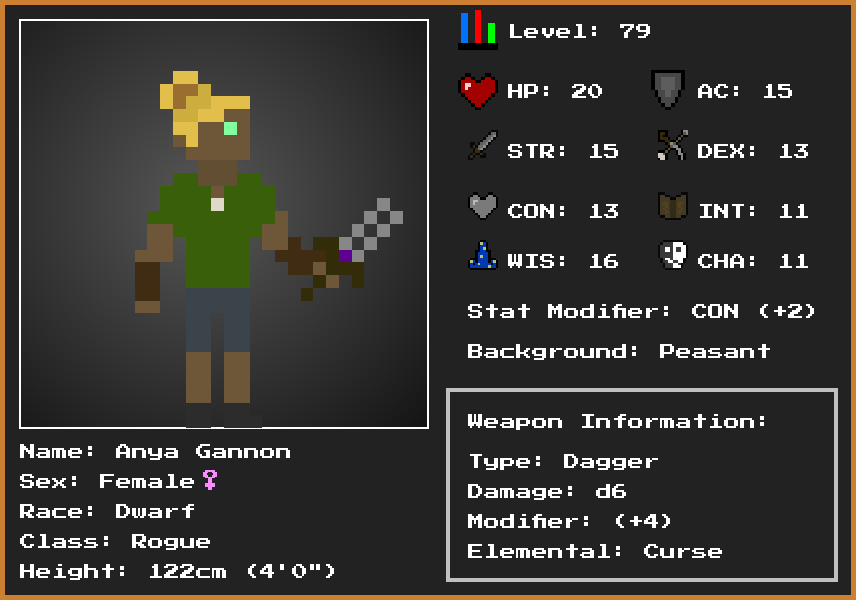 Level: 79
HP: 20
AC: 15
STR: 15
DEX: 13
CON: 13
INT: 11
WIS: 16
CHA: 11
Stat Modifier: CON (+2)
Background: Peasant
Weapon Information:
Type: Dagger
Damage: d6
Modifier: (+4)
Elemental: Curse
Name: Anya Gannon
Sex: Female♀
Race: Dwarf
Class: Rogue
Height: 122cm (4'0")